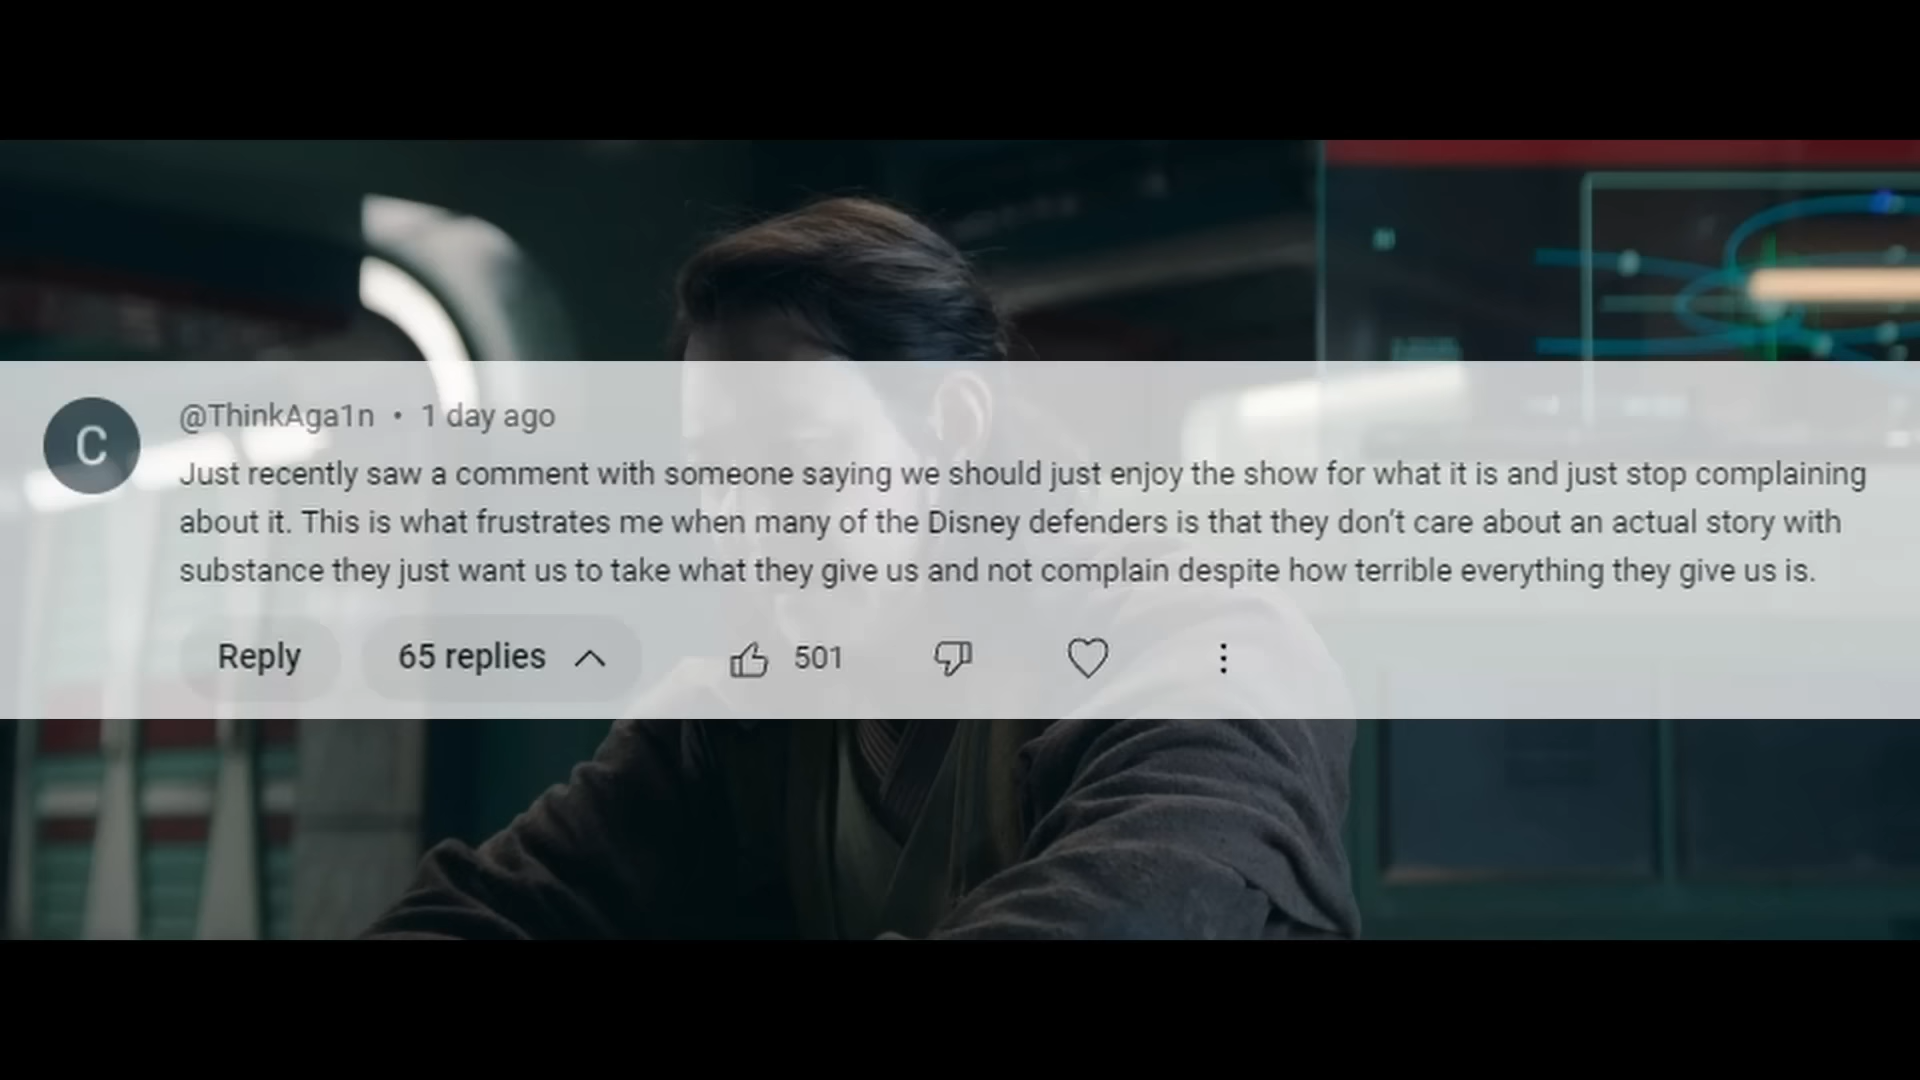 C
@ThinkAga1n • 1 day ago
Just recently saw a comment with someone saying we should just enjoy the show for what it is and just stop complaining
about it. This is what frustrates me when many of the Disney defenders is that they don't care about an actual story with
substance they just want us to take what they give us and not complain despite how terrible everything they give us is.
Reply 65 replies 501